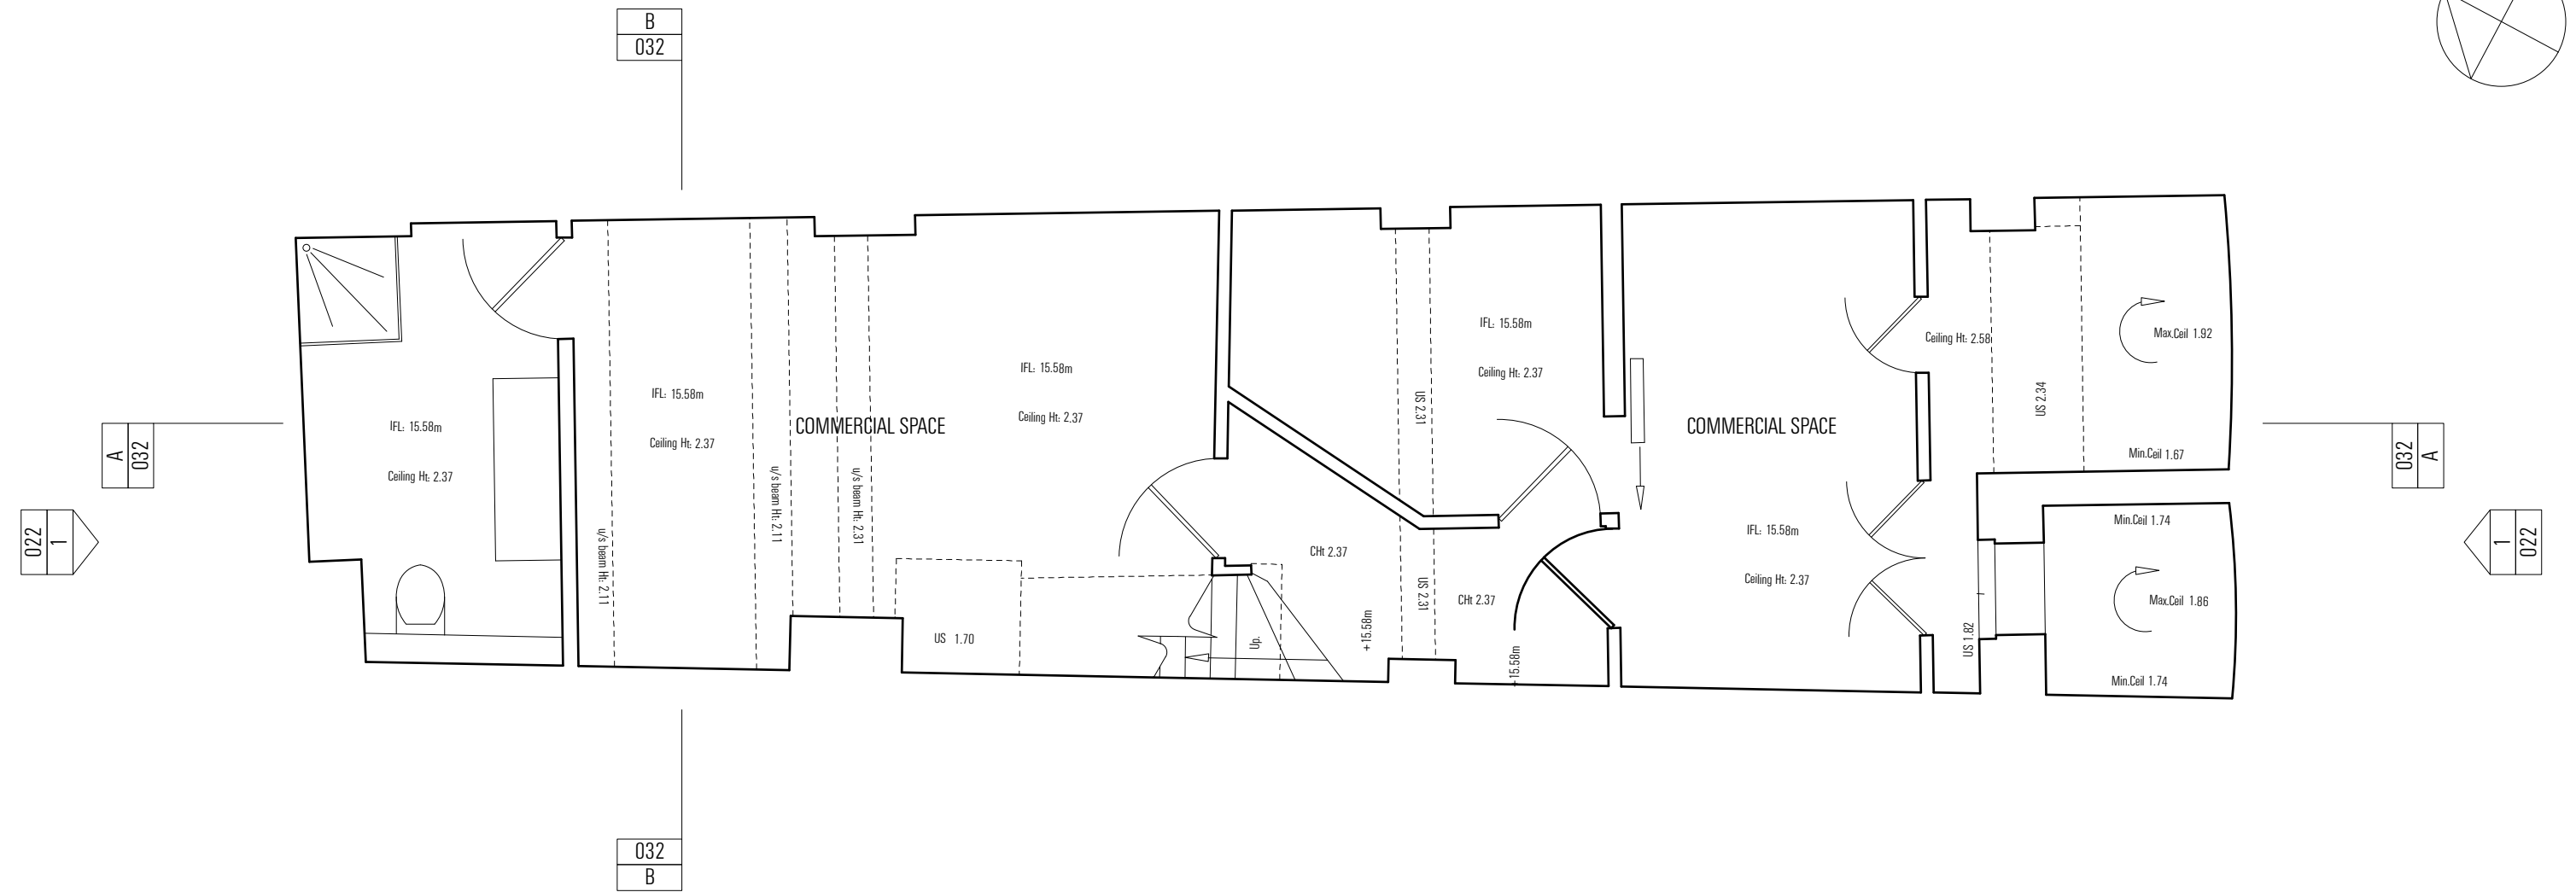 B
032
A
032
022
1
IFL: 15.58m
Ceiling Ht: 2.37
u/s beam Ht: 2.11
IFL: 15.58m
Ceiling Ht: 2.37
u/s beam Ht: 2.11
COMMERCIAL SPACE
u/s beam Ht: 2.31
IFL: 15.58m
Ceiling Ht: 2.37
US 1.70
Up.
CHt 2.37
+ 15.58m
US 2.31
US 2.31
IFL: 15.58m
Ceiling Ht: 2.37
CHt 2.37
+ 15.58m
COMMERCIAL SPACE
IFL: 15.58m
Ceiling Ht: 2.37
Ceiling Ht: 2.58
US 2.34
Max.Ceil 1.92
Min.Ceil 1.67
Min.Ceil 1.74
Max.Ceil 1.86
US 1.82
Min.Ceil 1.74
032
A
1
022
032
B